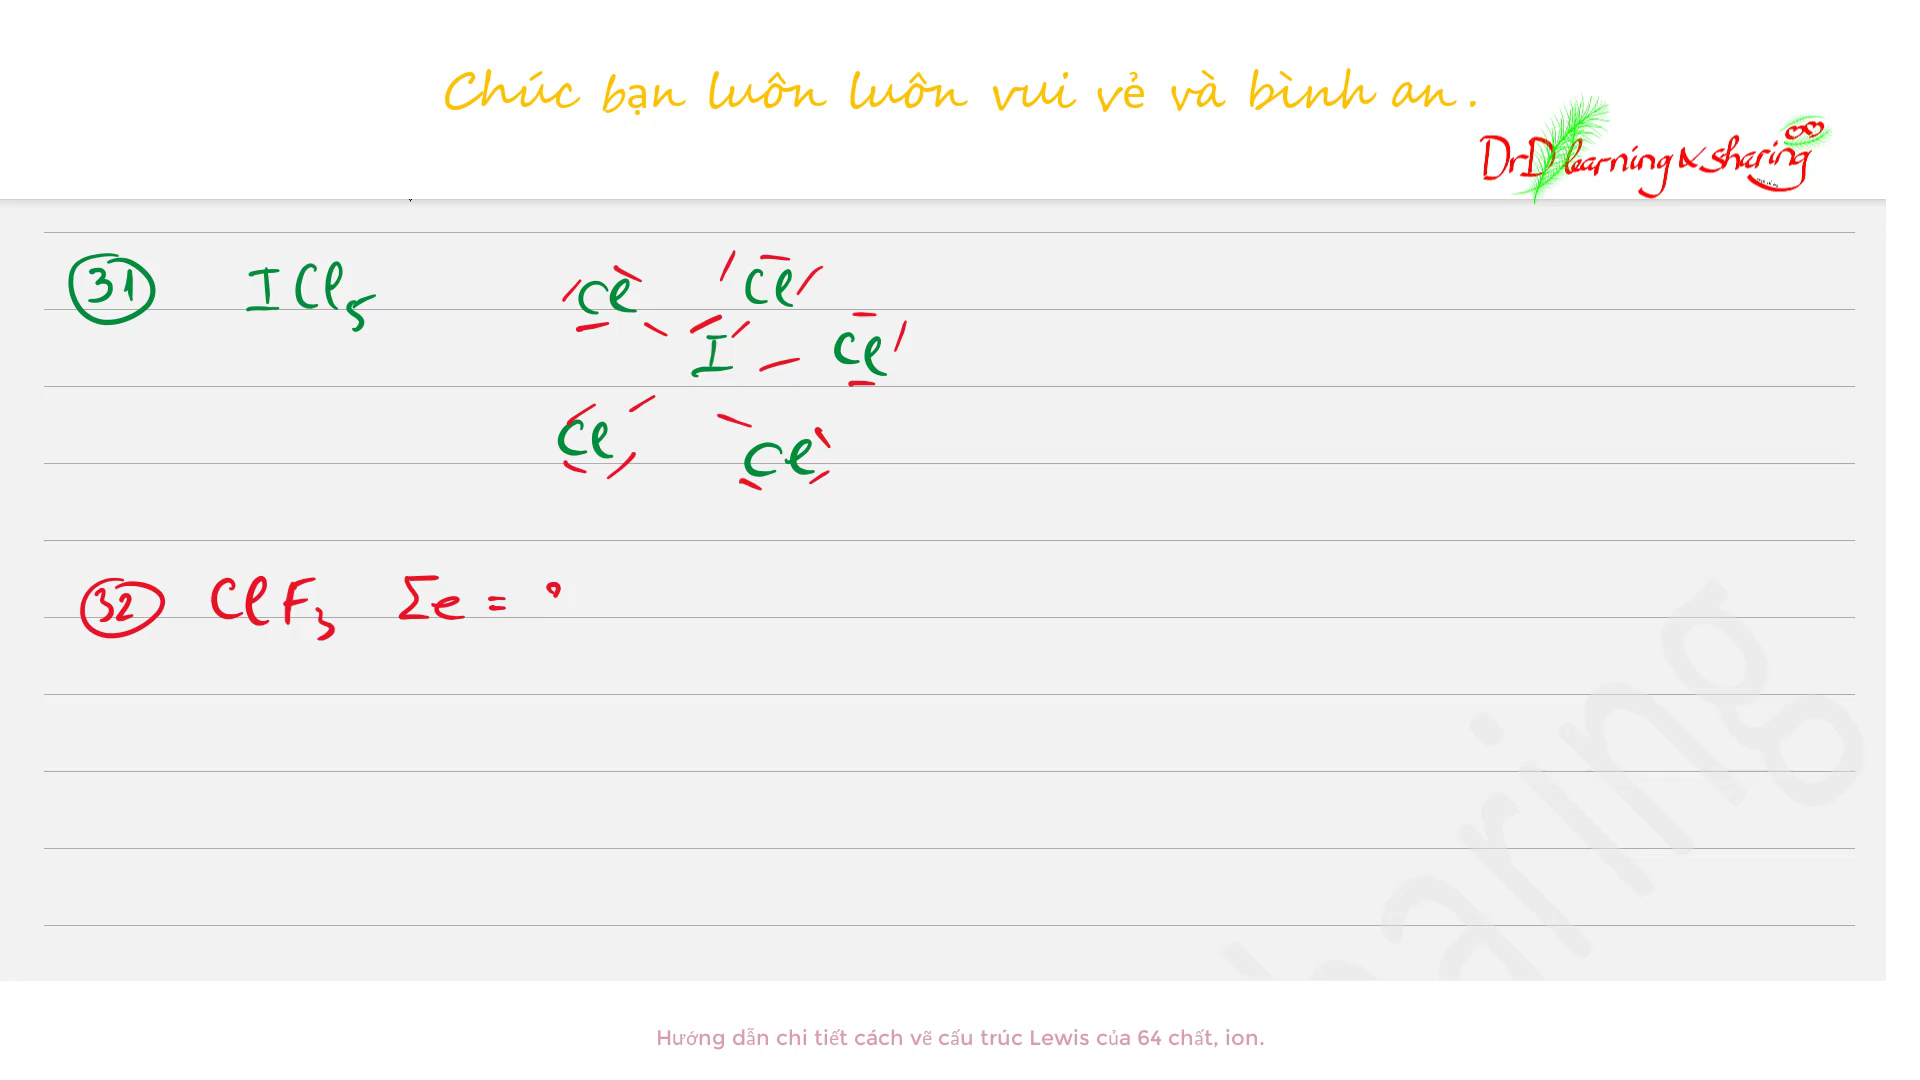 Chúc bạn luôn luôn vui vẻ và bình an.
DrD learning & sharing
31 ICl5
Cl Cl
I Cl
Cl Cl
32 ClF3 Σe =
haring
Hướng dẫn chi tiết cách vẽ cấu trúc Lewis của 64 chất, ion.